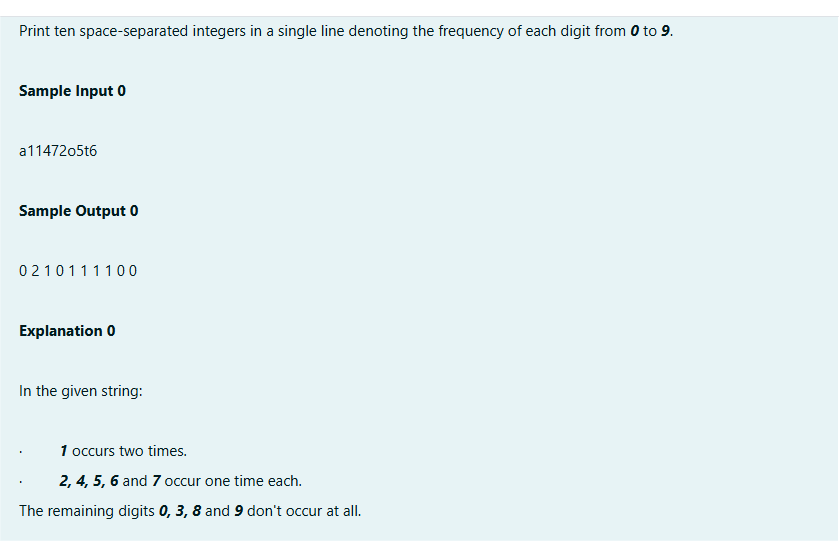 Print ten space-separated integers in a single line denoting the frequency of each digit from 0 to 9.
Sample Input 0
a11472o5t6
Sample Output 0
0 2 1 0 1 1 1 1 0 0
Explanation 0
In the given string:
· 1 occurs two times.
· 2, 4, 5, 6 and 7 occur one time each.
The remaining digits 0, 3, 8 and 9 don't occur at all.